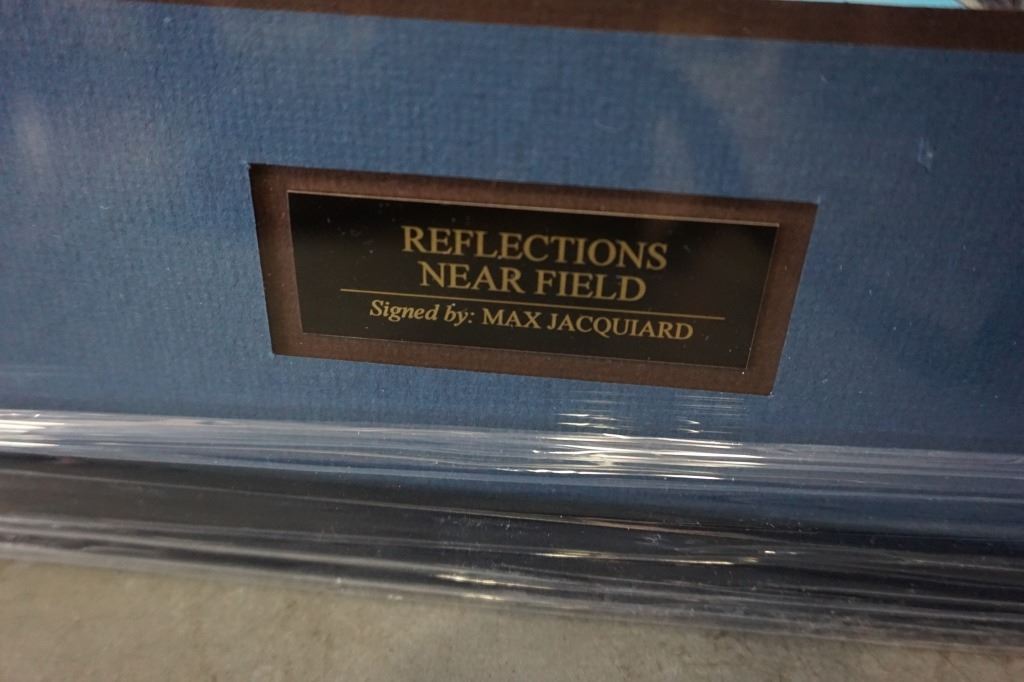 REFLECTIONS
NEAR FIELD
Signed by: MAX JACQUIARD